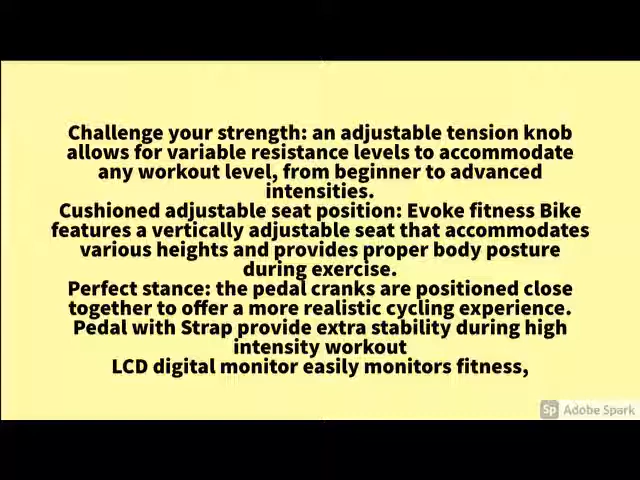 Challenge your strength: an adjustable tension knob
allows for variable resistance levels to accommodate
any workout level, from beginner to advanced
intensities.
Cushioned adjustable seat position: Evoke fitness Bike
features a vertically adjustable seat that accommodates
various heights and provides proper body posture
during exercise.
Perfect stance: the pedal cranks are positioned close
together to offer a more realistic cycling experience.
Pedal with Strap provide extra stability during high
intensity workout
LCD digital monitor easily monitors fitness,
Sp Adobe Spark